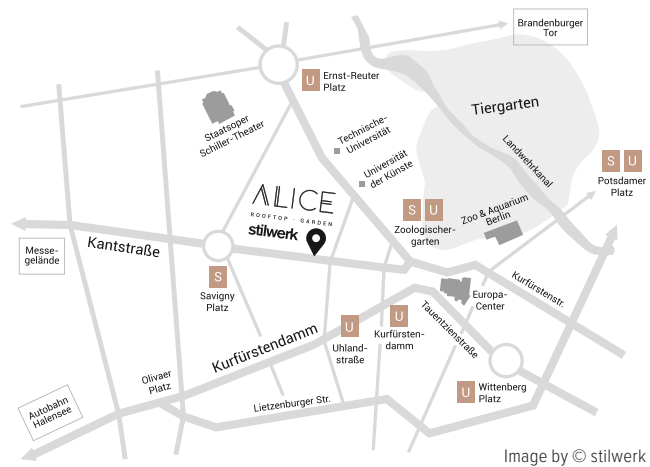 Brandenburger
Tor
U
Ernst-Reuter
Platz
Tiergarten
Staatsoper
Schiller-Theater
Technische-
Universität
Universität
der Künste
Landwehrkanal
S U
Potsdamer
Platz
ALICE
ROOFTOP · GARDEN
stilwerk
S U
Zoologischer-
garten
Zoo & Aquarium
Berlin
Messe-
gelände
Kantstraße
S
Savigny
Platz
Kurfürstenstr.
Europa-
Center
U
Uhland-
straße
U
Kurfürsten-
damm
Tauentzienstraße
Kurfürstendamm
Olivaer
Platz
U
Wittenberg
Platz
Autobahn
Halensee
Lietzenburger Str.
Image by © stilwerk